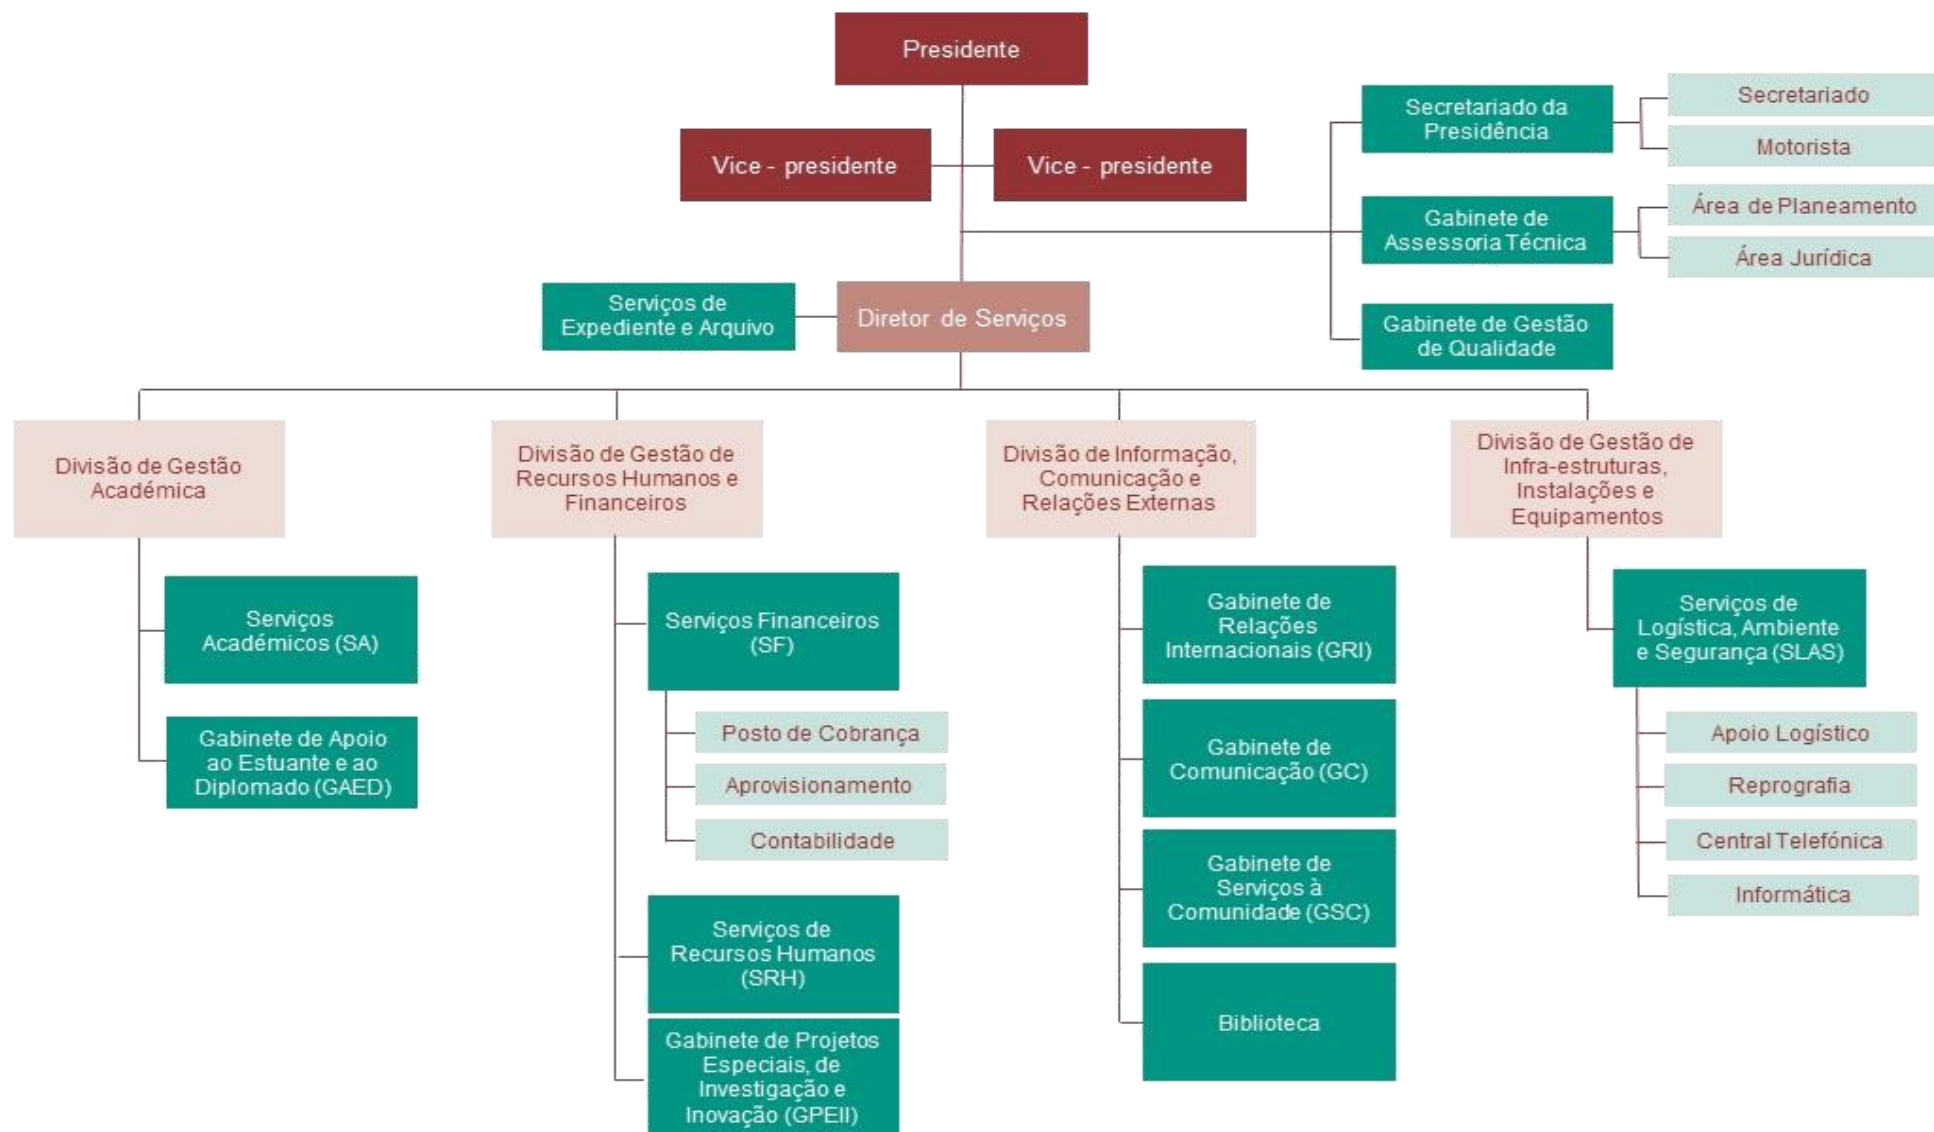 Presidente
Vice - presidente
Vice - presidente
Secretariado da
Presidência
Secretariado
Motorista
Gabinete de
Assessoria Técnica
Área de Planeamento
Área Jurídica
Gabinete de Gestão
de Qualidade
Serviços de
Expediente e Arquivo
Diretor de Serviços
Divisão de Gestão
Académica
Serviços
Académicos (SA)
Gabinete de Apoio
ao Estuante e ao
Diplomado (GAED)
Divisão de Gestão de
Recursos Humanos e
Financeiros
Serviços Financeiros
(SF)
Posto de Cobrança
Aprovisionamento
Contabilidade
Serviços de
Recursos Humanos
(SRH)
Gabinete de Projetos
Especiais, de
Investigação e
Inovação (GPEII)
Divisão de Informação,
Comunicação e
Relações Externas
Gabinete de
Relações
Internacionais (GRI)
Gabinete de
Comunicação (GC)
Gabinete de
Serviços à
Comunidade (GSC)
Biblioteca
Divisão de Gestão de
Infra-estruturas,
Instalações e
Equipamentos
Serviços de
Logística, Ambiente
e Segurança (SLAS)
Apoio Logístico
Reprografia
Central Telefónica
Informática